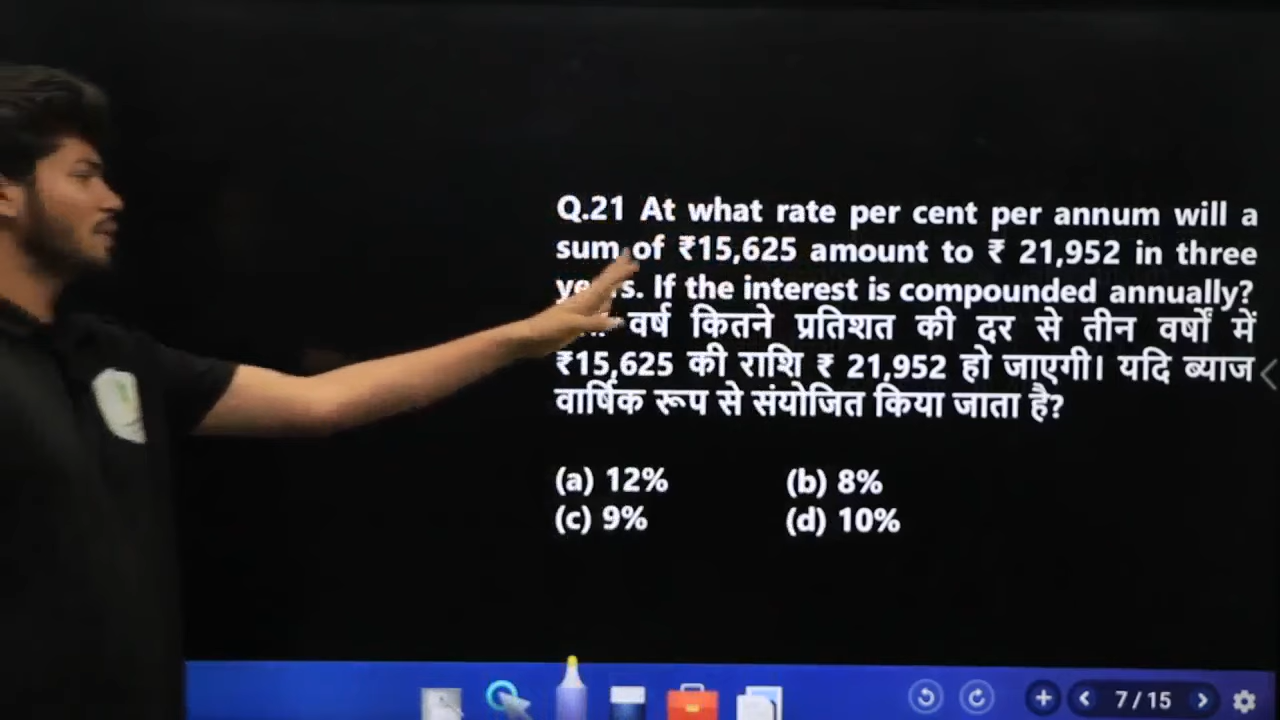 Q.21 At what rate per cent per annum will a
sum of ₹15,625 amount to ₹ 21,952 in three
If the interest is compounded annually?
वर्ष कितने प्रतिशत की दर से तीन वर्षों में
₹15,625 की राशि ₹ 21,952 हो जाएगी। यदि ब्याज
वार्षिक रूप से संयोजित किया जाता है?
(a) 12% (b) 8%
(c) 9% (d) 10%
7/15